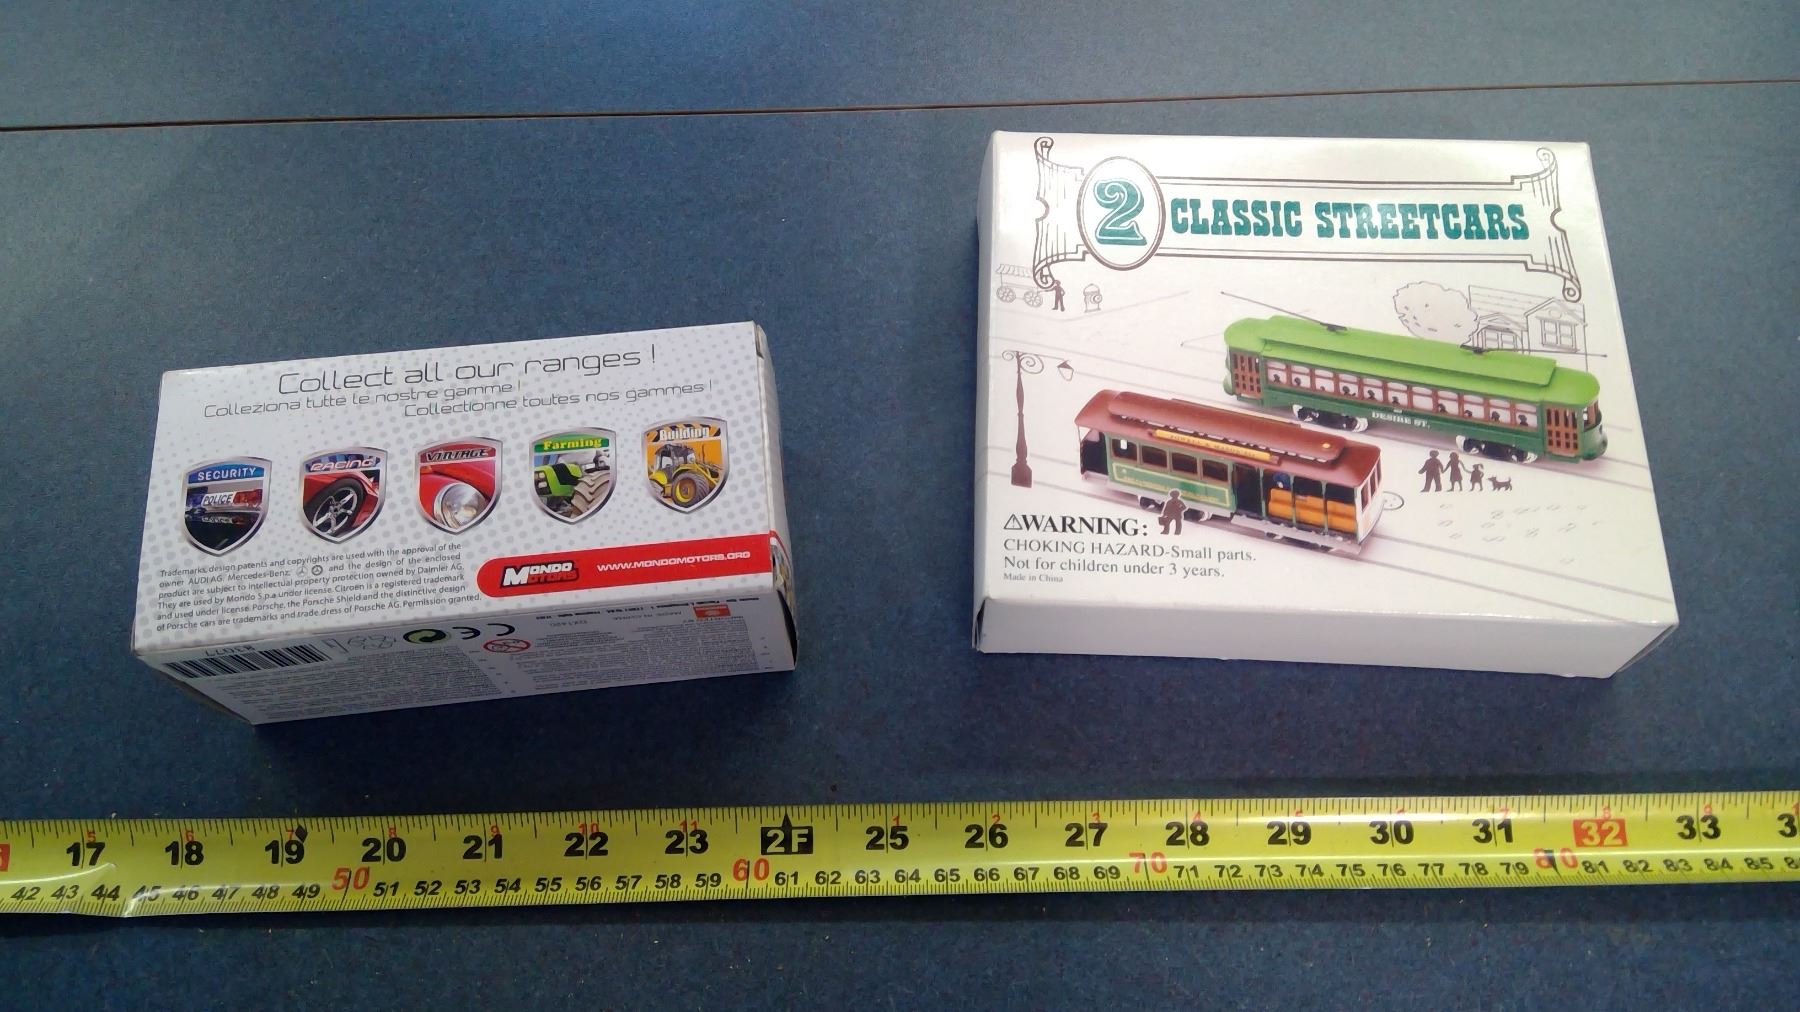 Collect all our ranges !
Colleziona tutte le nostre gamme !
Collectionne toutes nos gammes !
SECURITY
POLICE
RACING
VINTAGE
Farming
Building
Trademarks, design patents and copyrights are used with the approval of the
owner AUDI AG. Mercedes-Benz, and the design of the enclosed
product are subject to intellectual property protection owned by Daimler AG.
They are used by Mondo S.p.a under license. Citroen is a registered trademark
and used under license. Porsche, the Porsche Shield and the distinctive design
of Porsche cars are trademarks and trade dress of Porsche AG. Permission granted.
MONDO
MOTORS
WWW.MONDOMOTORS.ORG
CE
2 CLASSIC STREETCARS
DESIRE ST.
⚠WARNING:
CHOKING HAZARD-Small parts.
Not for children under 3 years.
Made in China
17 18 19 20 21 22 23 2F 25 26 27 28 29 30 31 32 33
42 43 44 45 46 47 48 49 50 51 52 53 54 55 56 57 58 59 60 61 62 63 64 65 66 67 68 69 70 71 72 73 74 75 76 77 78 79 80 81 82 83 84 85